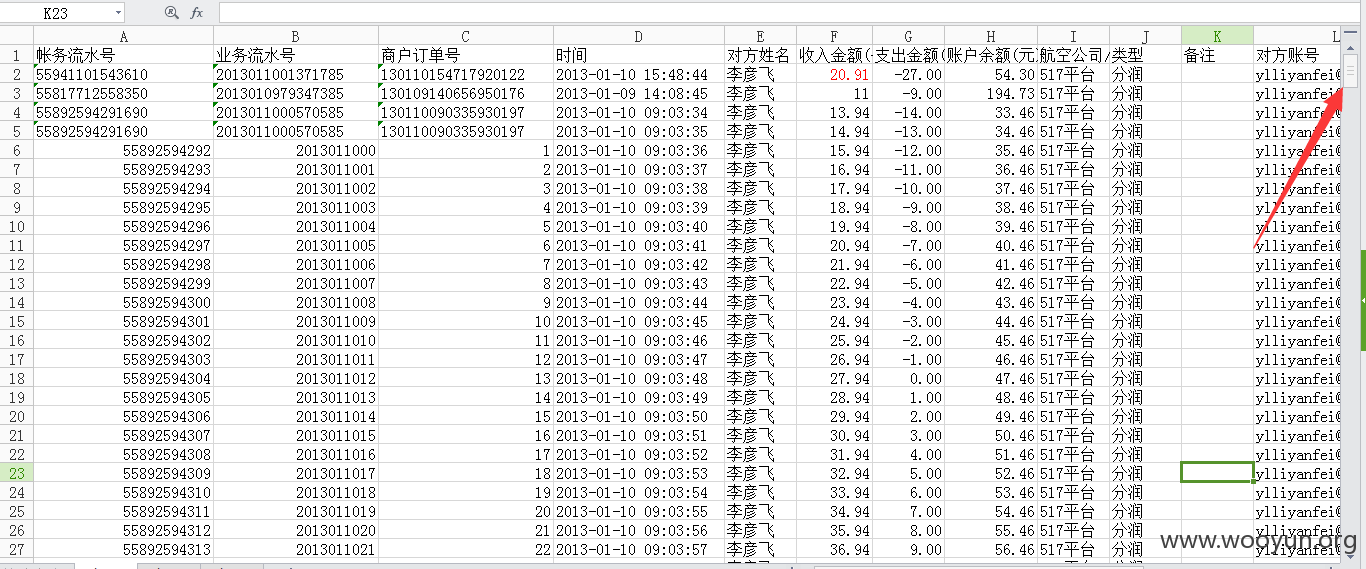 K23 fx
A B C D E F G H I J K L
1 帐务流水号 业务流水号 商户订单号 时间 对方姓名 收入金额( 支出金额( 账户余额(元 航空公司/ 类型 备注 对方账号
2 55941101543610 2013011001371785 130110154717920122 2013-01-10 15:48:44 李彦飞 20.91 -27.00 54.30 517平台 分润 ylliyanfei@
3 55817712558350 2013010979347385 130109140656950176 2013-01-09 14:08:45 李彦飞 11 -9.00 194.73 517平台 分润 ylliyanfei
4 55892594291690 2013011000570585 130110090335930197 2013-01-10 09:03:34 李彦飞 13.94 -14.00 33.46 517平台 分润 ylliyanfei
5 55892594291690 2013011000570585 130110090335930197 2013-01-10 09:03:35 李彦飞 14.94 -13.00 34.46 517平台 分润 ylliyanfei@
6 55892594292 2013011000 1 2013-01-10 09:03:36 李彦飞 15.94 -12.00 35.46 517平台 分润 ylliyanfei@
7 55892594293 2013011001 2 2013-01-10 09:03:37 李彦飞 16.94 -11.00 36.46 517平台 分润 ylliyanfei@
8 55892594294 2013011002 3 2013-01-10 09:03:38 李彦飞 17.94 -10.00 37.46 517平台 分润 ylliyanfei@
9 55892594295 2013011003 4 2013-01-10 09:03:39 李彦飞 18.94 -9.00 38.46 517平台 分润 ylliyanfei@
10 55892594296 2013011004 5 2013-01-10 09:03:40 李彦飞 19.94 -8.00 39.46 517平台 分润 ylliyanfei@
11 55892594297 2013011005 6 2013-01-10 09:03:41 李彦飞 20.94 -7.00 40.46 517平台 分润 ylliyanfei@
12 55892594298 2013011006 7 2013-01-10 09:03:42 李彦飞 21.94 -6.00 41.46 517平台 分润 ylliyanfei@
13 55892594299 2013011007 8 2013-01-10 09:03:43 李彦飞 22.94 -5.00 42.46 517平台 分润 ylliyanfei@
14 55892594300 2013011008 9 2013-01-10 09:03:44 李彦飞 23.94 -4.00 43.46 517平台 分润 ylliyanfei@
15 55892594301 2013011009 10 2013-01-10 09:03:45 李彦飞 24.94 -3.00 44.46 517平台 分润 ylliyanfei@
16 55892594302 2013011010 11 2013-01-10 09:03:46 李彦飞 25.94 -2.00 45.46 517平台 分润 ylliyanfei@
17 55892594303 2013011011 12 2013-01-10 09:03:47 李彦飞 26.94 -1.00 46.46 517平台 分润 ylliyanfei@
18 55892594304 2013011012 13 2013-01-10 09:03:48 李彦飞 27.94 0.00 47.46 517平台 分润 ylliyanfei@
19 55892594305 2013011013 14 2013-01-10 09:03:49 李彦飞 28.94 1.00 48.46 517平台 分润 ylliyanfei@
20 55892594306 2013011014 15 2013-01-10 09:03:50 李彦飞 29.94 2.00 49.46 517平台 分润 ylliyanfei@
21 55892594307 2013011015 16 2013-01-10 09:03:51 李彦飞 30.94 3.00 50.46 517平台 分润 ylliyanfei@
22 55892594308 2013011016 17 2013-01-10 09:03:52 李彦飞 31.94 4.00 51.46 517平台 分润 ylliyanfei@
23 55892594309 2013011017 18 2013-01-10 09:03:53 李彦飞 32.94 5.00 52.46 517平台 分润 ylliyanfei@
24 55892594310 2013011018 19 2013-01-10 09:03:54 李彦飞 33.94 6.00 53.46 517平台 分润 ylliyanfei@
25 55892594311 2013011019 20 2013-01-10 09:03:55 李彦飞 34.94 7.00 54.46 517平台 分润 ylliyanfei@
26 55892594312 2013011020 21 2013-01-10 09:03:56 李彦飞 35.94 8.00 55.46 517平台 分润 ylliyanfei@
27 55892594313 2013011021 22 2013-01-10 09:03:57 李彦飞 36.94 9.00 56.46 517平台 分润 ylliyanfei@
www.wooyun.org